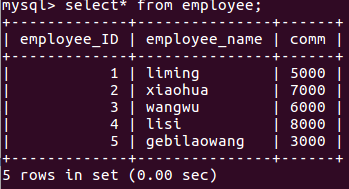 mysql> select* from employee;
+-------------+---------------+------+
| employee_ID | employee_name | comm |
+-------------+---------------+------+
|           1 | liming        | 5000 |
|           2 | xiaohua       | 7000 |
|           3 | wangwu        | 6000 |
|           4 | lisi          | 8000 |
|           5 | gebilaowang   | 3000 |
+-------------+---------------+------+
5 rows in set (0.00 sec)